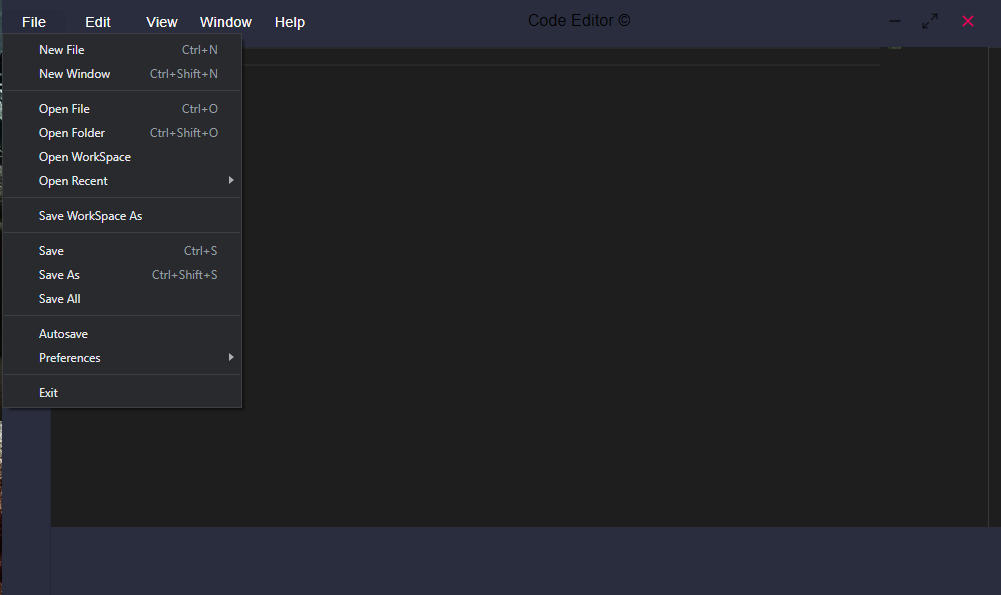 File Edit View Window Help Code Editor ©
New File Ctrl+N
New Window Ctrl+Shift+N
Open File Ctrl+O
Open Folder Ctrl+Shift+O
Open WorkSpace
Open Recent
Save WorkSpace As
Save Ctrl+S
Save As Ctrl+Shift+S
Save All
Autosave
Preferences
Exit